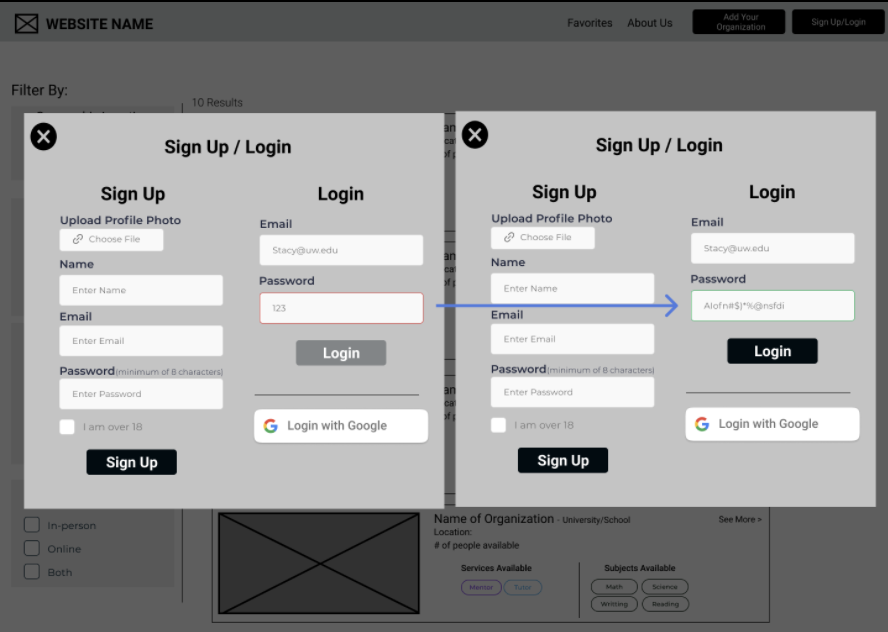 WEBSITE NAME
Favorites
About Us
Add Your
Organization
Sign Up/Login
Filter By:
10 Results
Sign Up / Login
Sign Up
Upload Profile Photo
Choose File
Name
Enter Name
Email
Enter Email
Password(minimum of 8 characters)
Enter Password
I am over 18
Sign Up
Login
Email
Stacy@uw.edu
Password
123
Login
Login with Google
Sign Up / Login
Sign Up
Upload Profile Photo
Choose File
Name
Enter Name
Email
Enter Email
Password(minimum of 8 characters)
Enter Password
I am over 18
Sign Up
Login
Email
Stacy@uw.edu
Password
Login
Login with Google
In-person
Online
Both
Name of Organization - University/School
See More >
Location:
# of people available
Services Available
Mentor
Tutor
Subjects Available
Math
Science
Writting
Reading